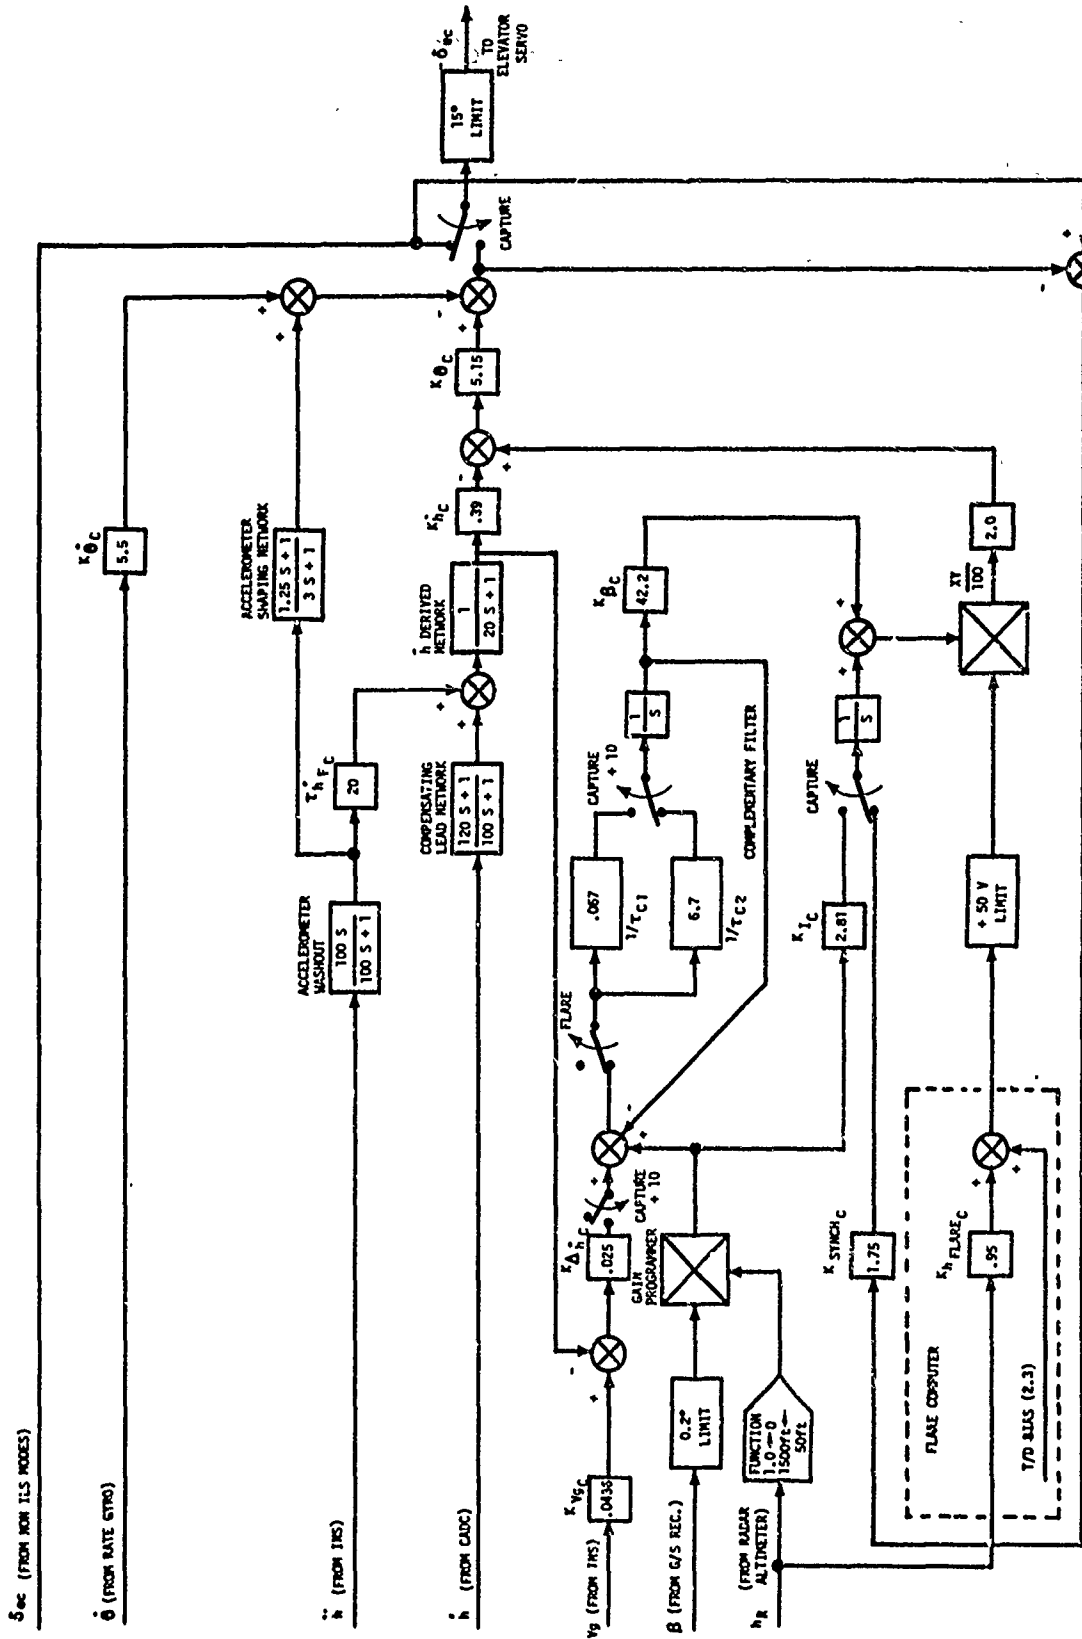 δec (FROM NON ILS MODES)
θ̇ (FROM RATE GYRO)
ḧ (FROM INS)
ḣ (FROM CADC)
Vg (FROM INS)
β (FROM G/S REC.)
hR (FROM RADAR
ALTIMETER)
Kθ̇C
5.5
ACCELEROMETER
SHAPING NETWORK
1.25 S + 1
3 S + 1
ACCELEROMETER
WASHOUT
100 S
100 S + 1
τḣFC
20
COMPENSATING
LEAD NETWORK
120 S + 1
100 S + 1
ḣ DERIVED
NETWORK
1
20 S + 1
KḣC
.39
KθC
5.15
CAPTURE
15°
LIMIT
δec
TO
ELEVATOR
SERVO
KVgC
.0436
KΔḣC
.025
CAPTURE
+ 10
FLARE
.067
1/τC1
6.7
1/τC2
CAPTURE
+ 10
1
S
KβC
42.2
COMPLEMENTARY FILTER
0.2°
LIMIT
GAIN
PROGRAMMER
FUNCTION
1.0←0
1500ft←
50ft
KIC
2.81
CAPTURE
1
S
KSYNCHC
1.75
FLARE COMPUTER
KhFLAREC
.95
T/D BIAS (2.3)
+ 50 V
LIMIT
XY
100
2.0